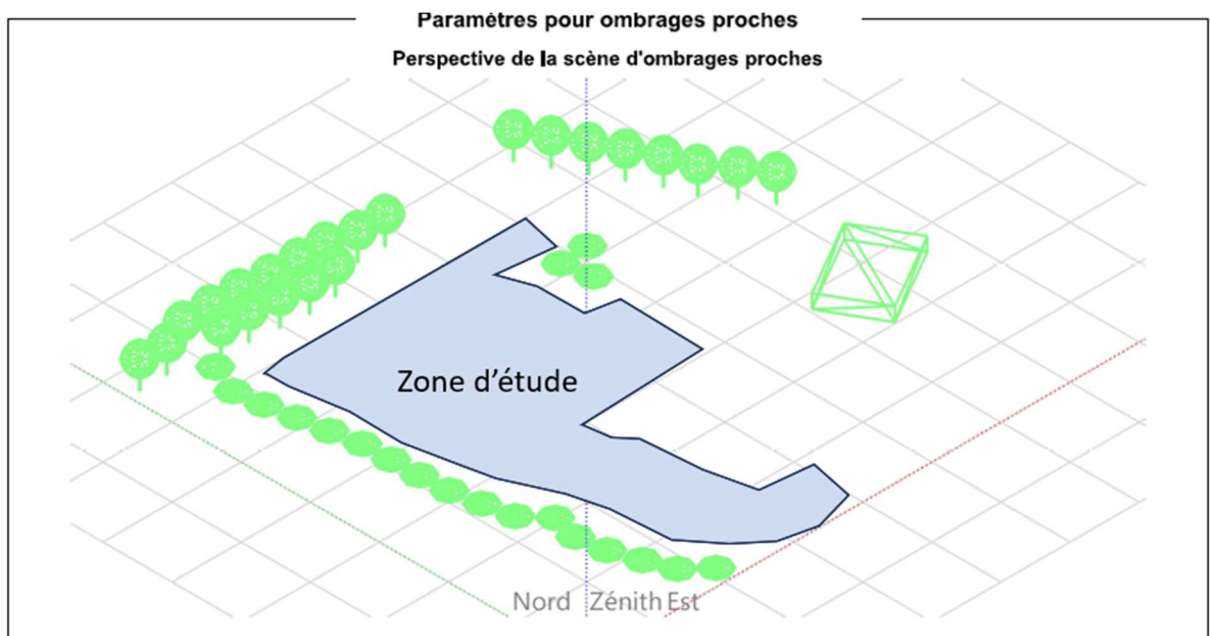 Paramètres pour ombrages proches
Perspective de la scène d'ombrages proches
Zone d'étude
Nord Zénith Est